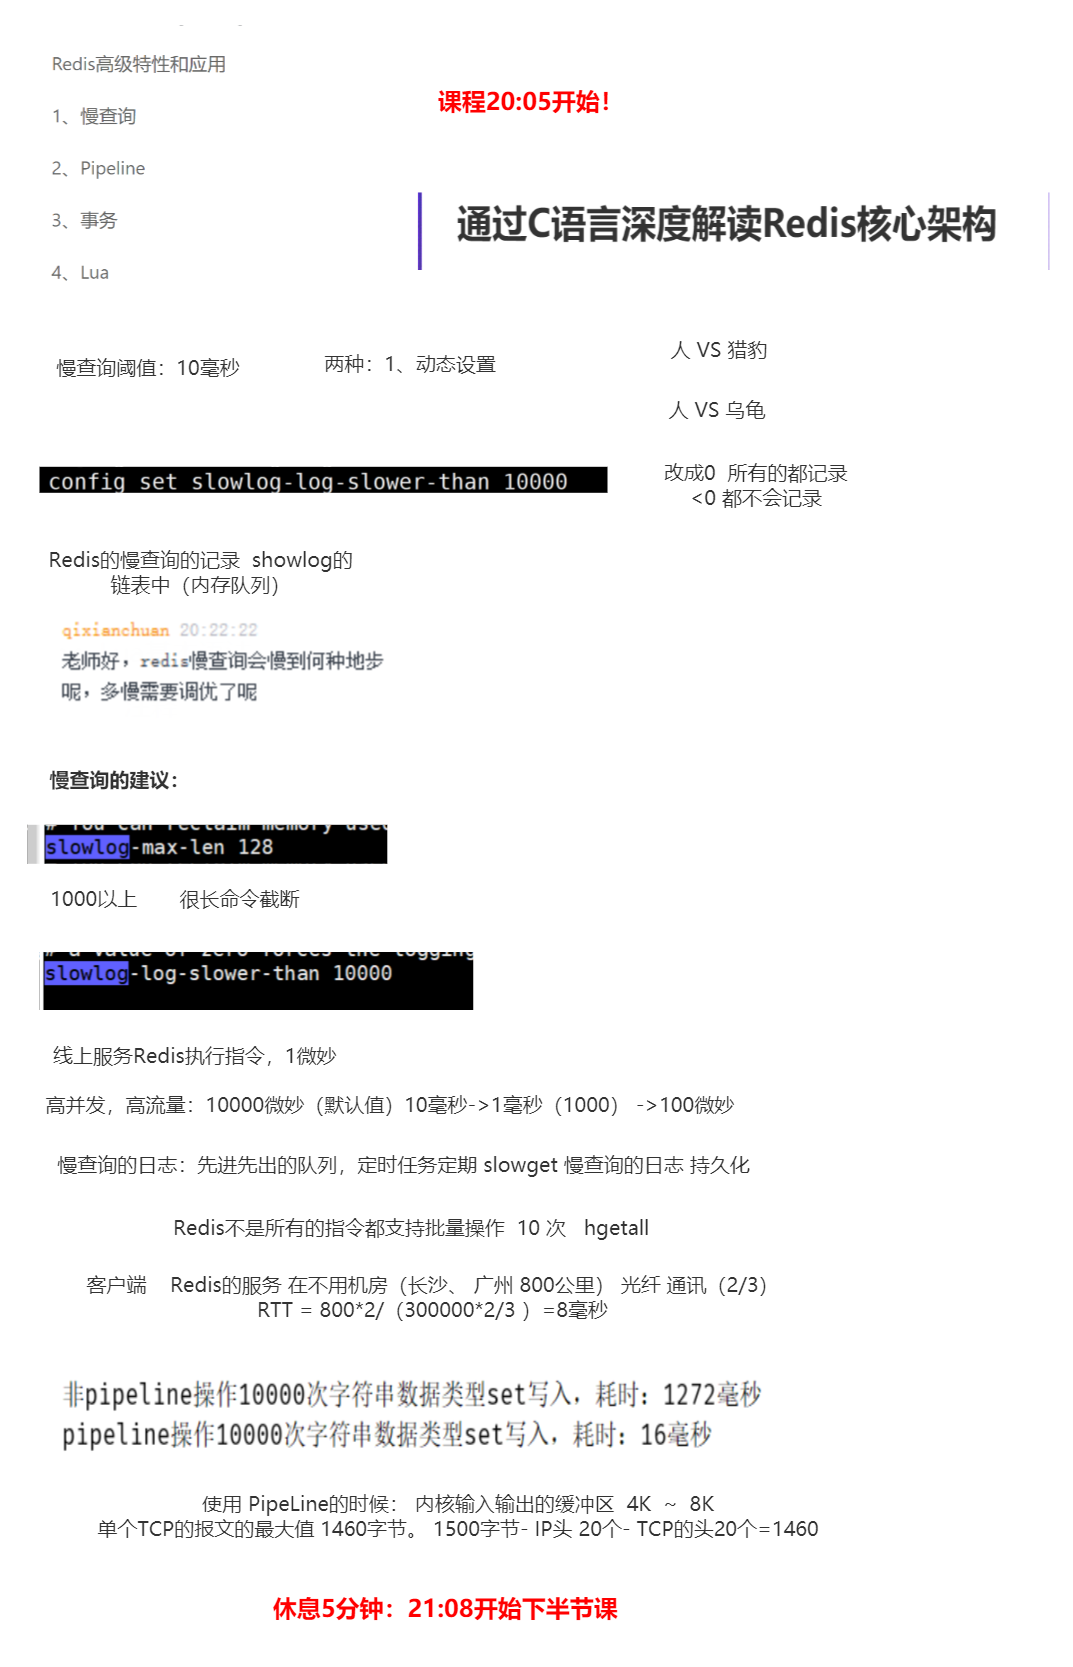 Redis高级特性和应用
课程20:05开始！
1、慢查询
2、Pipeline
3、事务
通过C语言深度解读Redis核心架构
4、Lua
慢查询阈值：10毫秒
两种：1、动态设置
人 VS 猎豹
人 VS 乌龟
config set slowlog-log-slower-than 10000
改成0 所有的都记录
<0 都不会记录
Redis的慢查询的记录 showlog的
链表中（内存队列）
qixianchuan 20:22:22
老师好，redis慢查询会慢到何种地步
呢，多慢需要调优了呢
慢查询的建议：
# You can reclaim memory used
slowlog-max-len 128
1000以上 很长命令截断
# a value of zero forces the logging
slowlog-log-slower-than 10000
线上服务Redis执行指令，1微妙
高并发，高流量：10000微妙（默认值）10毫秒->1毫秒（1000） ->100微妙
慢查询的日志：先进先出的队列，定时任务定期 slowget 慢查询的日志 持久化
Redis不是所有的指令都支持批量操作 10 次 hgetall
客户端 Redis的服务 在不用机房（长沙、 广州 800公里） 光纤 通讯（2/3）
RTT = 800*2/（300000*2/3 ）=8毫秒
非pipeline操作10000次字符串数据类型set写入，耗时：1272毫秒
pipeline操作10000次字符串数据类型set写入，耗时：16毫秒
使用 PipeLine的时候： 内核输入输出的缓冲区 4K ~ 8K
单个TCP的报文的最大值 1460字节。 1500字节- IP头 20个- TCP的头20个=1460
休息5分钟：21:08开始下半节课